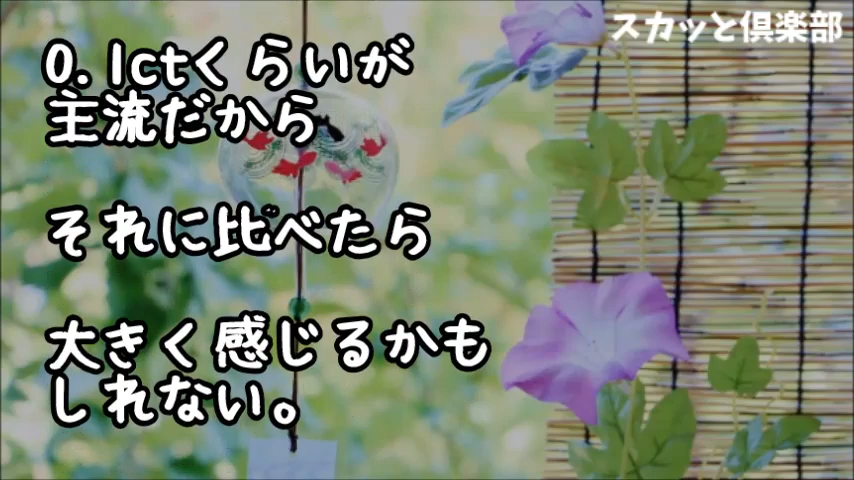 スカッと倶楽部
0.1ctくらいが
主流だから
それに比べたら
大きく感じるかも
しれない。